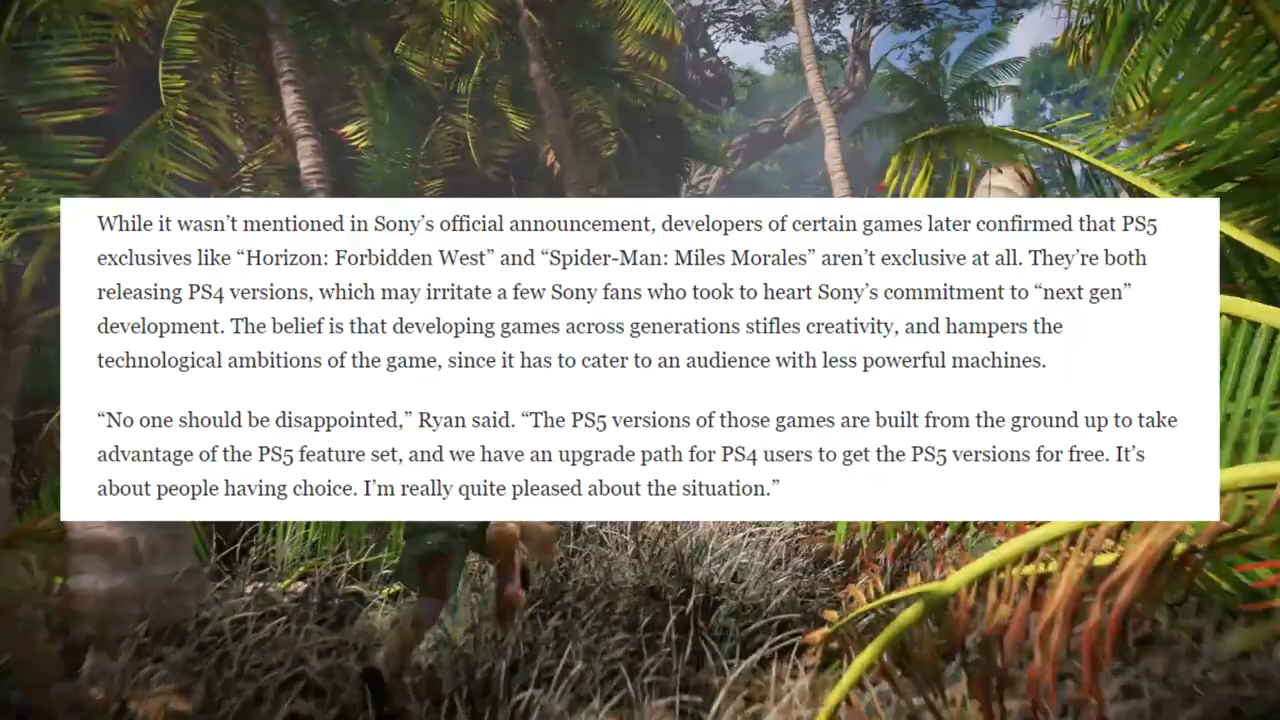 While it wasn’t mentioned in Sony’s official announcement, developers of certain games later confirmed that PS5
exclusives like “Horizon: Forbidden West” and “Spider-Man: Miles Morales” aren’t exclusive at all. They’re both
releasing PS4 versions, which may irritate a few Sony fans who took to heart Sony’s commitment to “next gen”
development. The belief is that developing games across generations stifles creativity, and hampers the
technological ambitions of the game, since it has to cater to an audience with less powerful machines.
“No one should be disappointed,” Ryan said. “The PS5 versions of those games are built from the ground up to take
advantage of the PS5 feature set, and we have an upgrade path for PS4 users to get the PS5 versions for free. It’s
about people having choice. I’m really quite pleased about the situation.”